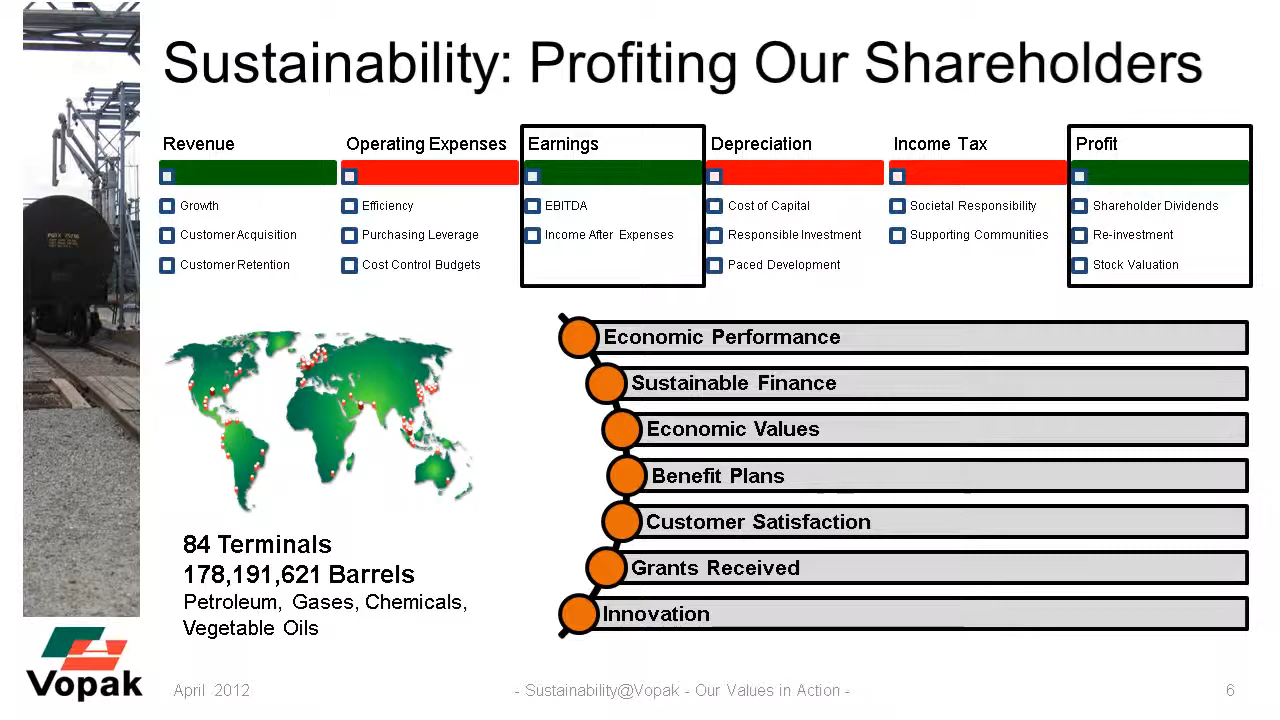 Sustainability: Profiting Our Shareholders
Revenue
Growth
Customer Acquisition
Customer Retention
Operating Expenses
Efficiency
Purchasing Leverage
Cost Control Budgets
Earnings
EBITDA
Income After Expenses
Depreciation
Cost of Capital
Responsible Investment
Paced Development
Income Tax
Societal Responsibility
Supporting Communities
Profit
Shareholder Dividends
Re-investment
Stock Valuation
84 Terminals
178,191,621 Barrels
Petroleum, Gases, Chemicals,
Vegetable Oils
Economic Performance
Sustainable Finance
Economic Values
Benefit Plans
Customer Satisfaction
Grants Received
Innovation
Vopak
April 2012
- Sustainability@Vopak - Our Values in Action -
6